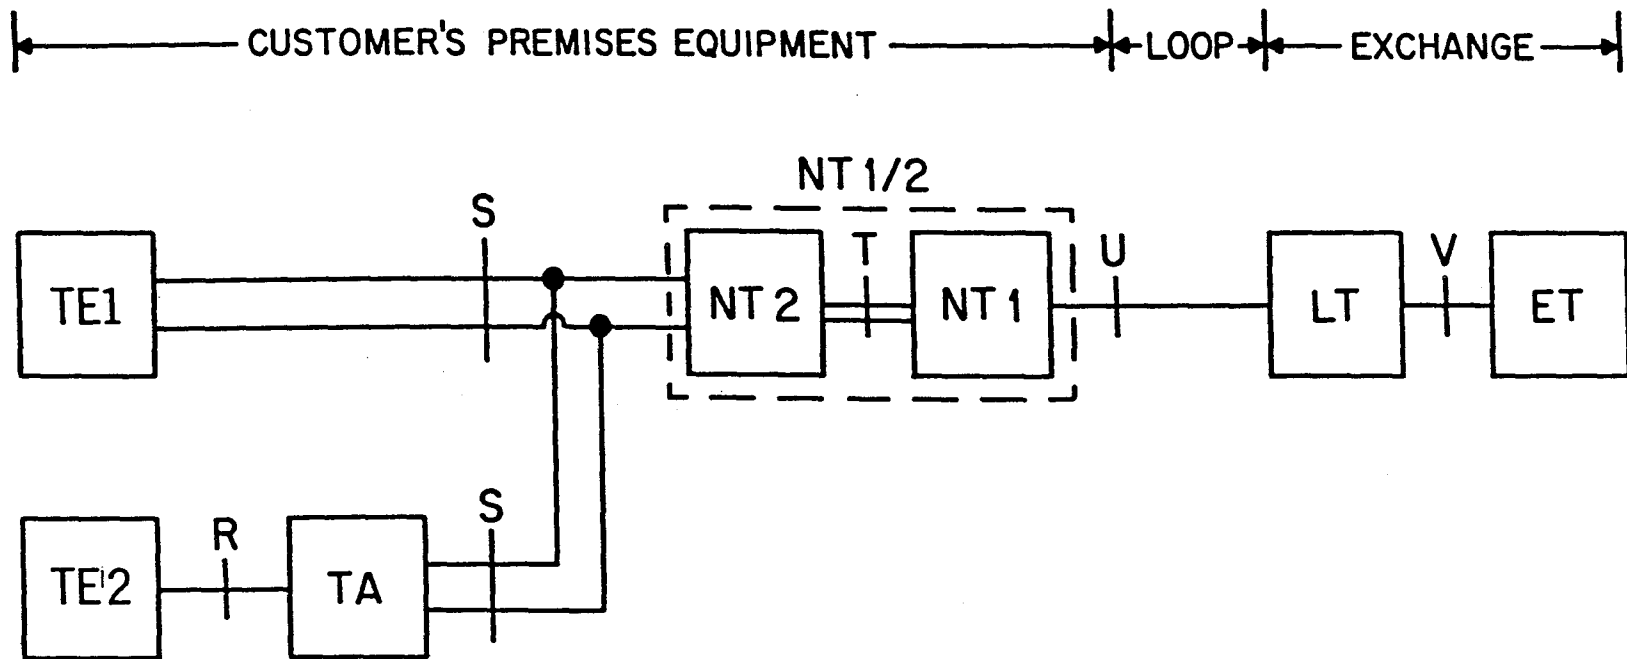 CUSTOMER'S PREMISES EQUIPMENT
LOOP
EXCHANGE
NT 1/2
S
T
U
V
TE1
NT 2
NT 1
LT
ET
S
R
TE2
TA